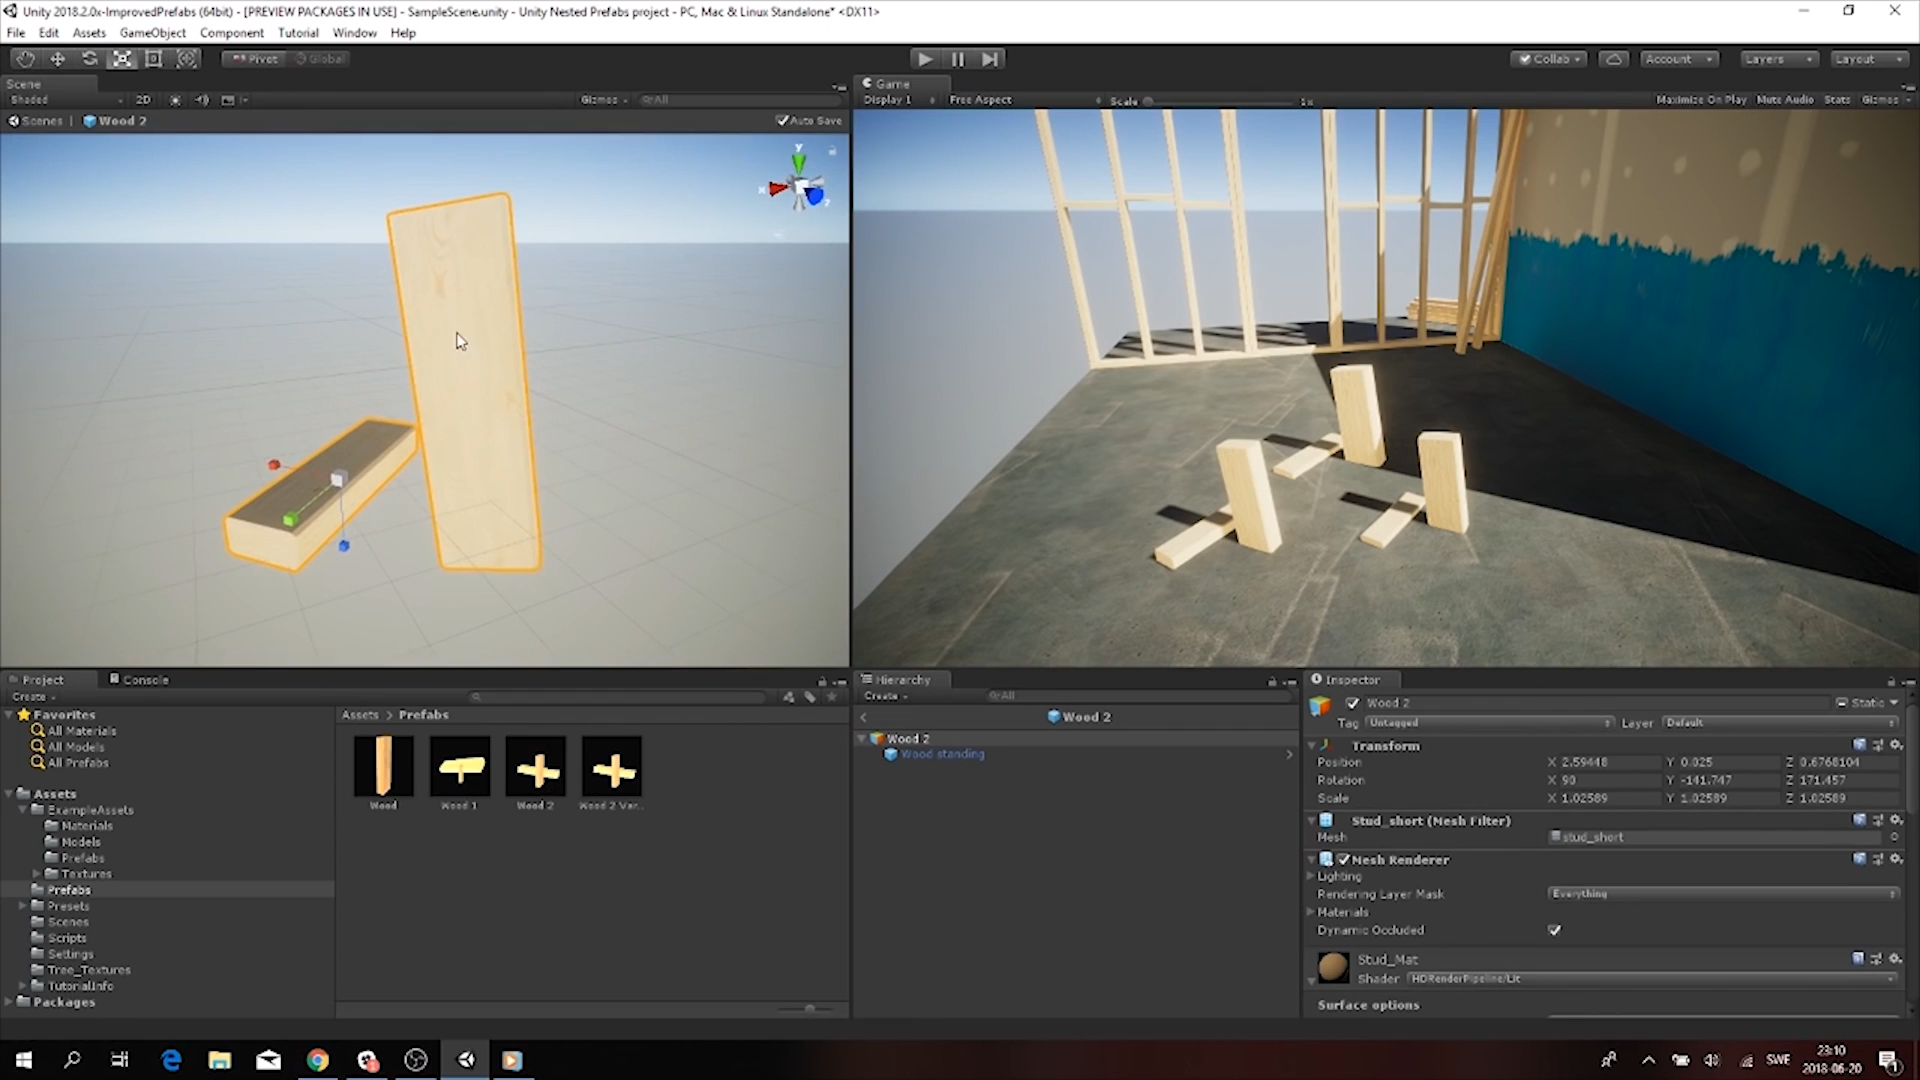 Unity 2018.2.0x-ImprovedPrefabs (64bit) - [PREVIEW PACKAGES IN USE] - SampleScene.unity - Unity Nested Prefabs project - PC, Mac & Linux Standalone* <DX11>
File Edit Assets GameObject Component Tutorial Window Help
Pivot Global Collab Account Layers Layout
Scene
Shaded 2D Gizmos All
Scenes | Wood 2 Auto Save
y
x
z
Game
Display 1 Free Aspect Scale 1x Maximize On Play Mute Audio Stats Gizmos
Project Console
Create
Favorites
All Materials
All Models
All Prefabs
Assets
ExampleAssets
Materials
Models
Prefabs
Textures
Prefabs
Presets
Scenes
Scripts
Settings
Tree_Textures
TutorialInfo
Packages
Assets > Prefabs
Wood Wood 1 Wood 2 Wood 2 Var...
Hierarchy
Create All
Wood 2
Wood 2
Wood standing
Inspector
Wood 2 Static
Tag Untagged Layer Default
Transform
Position X 2.59448 Y 0.025 Z 0.6768104
Rotation X 90 Y -141.747 Z 171.457
Scale X 1.02589 Y 1.02589 Z 1.02589
Stud_short (Mesh Filter)
Mesh stud_short
Mesh Renderer
Lighting
Rendering Layer Mask Everything
Materials
Dynamic Occluded
Stud_Mat
Shader HDRenderPipeline/Lit
Surface options
SWE
23:10
2018-06-20
1